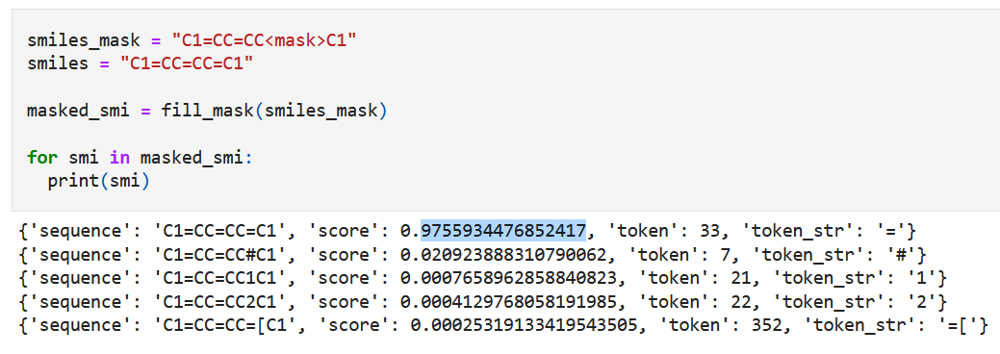 smiles_mask = "C1=CC=CC<mask>C1"
smiles = "C1=CC=CC=C1"
masked_smi = fill_mask(smiles_mask)
for smi in masked_smi:
  print(smi)
{'sequence': 'C1=CC=CC=C1', 'score': 0.9755934476852417, 'token': 33, 'token_str': '='}
{'sequence': 'C1=CC=CC#C1', 'score': 0.020923888310790062, 'token': 7, 'token_str': '#'}
{'sequence': 'C1=CC=CC1C1', 'score': 0.0007658962858840823, 'token': 21, 'token_str': '1'}
{'sequence': 'C1=CC=CC2C1', 'score': 0.0004129768058191985, 'token': 22, 'token_str': '2'}
{'sequence': 'C1=CC=CC=[C1', 'score': 0.00025319133419543505, 'token': 352, 'token_str': '=['}